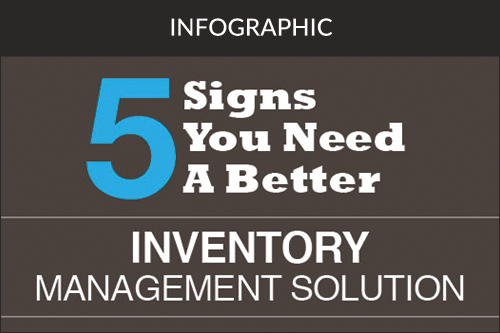 INFOGRAPHIC
5 Signs
You Need
A Better
INVENTORY
MANAGEMENT SOLUTION